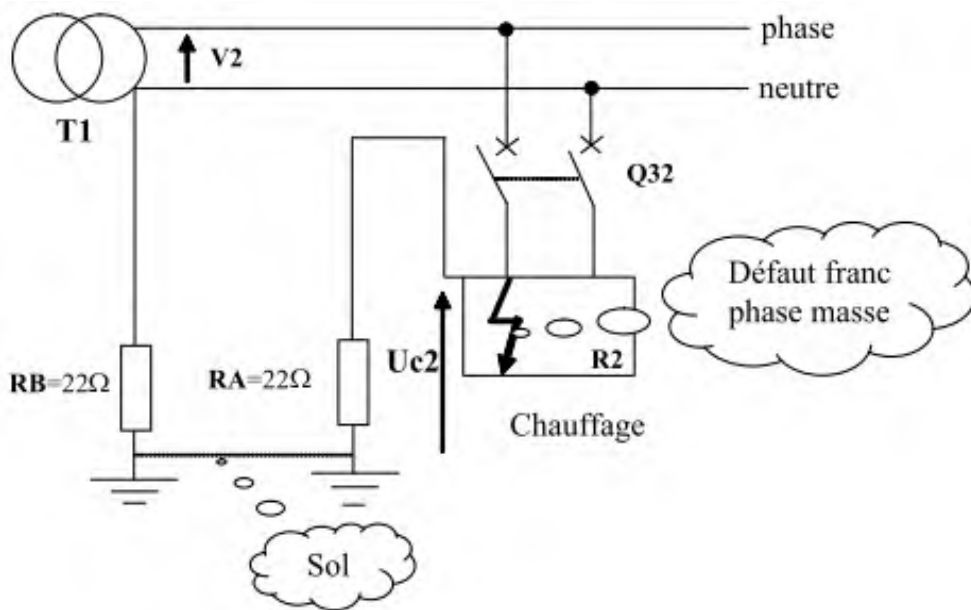 phase
V2
neutre
T1
Q32
Défaut franc
phase masse
Uc2
R2
RB=22Ω
RA=22Ω
Chauffage
Sol